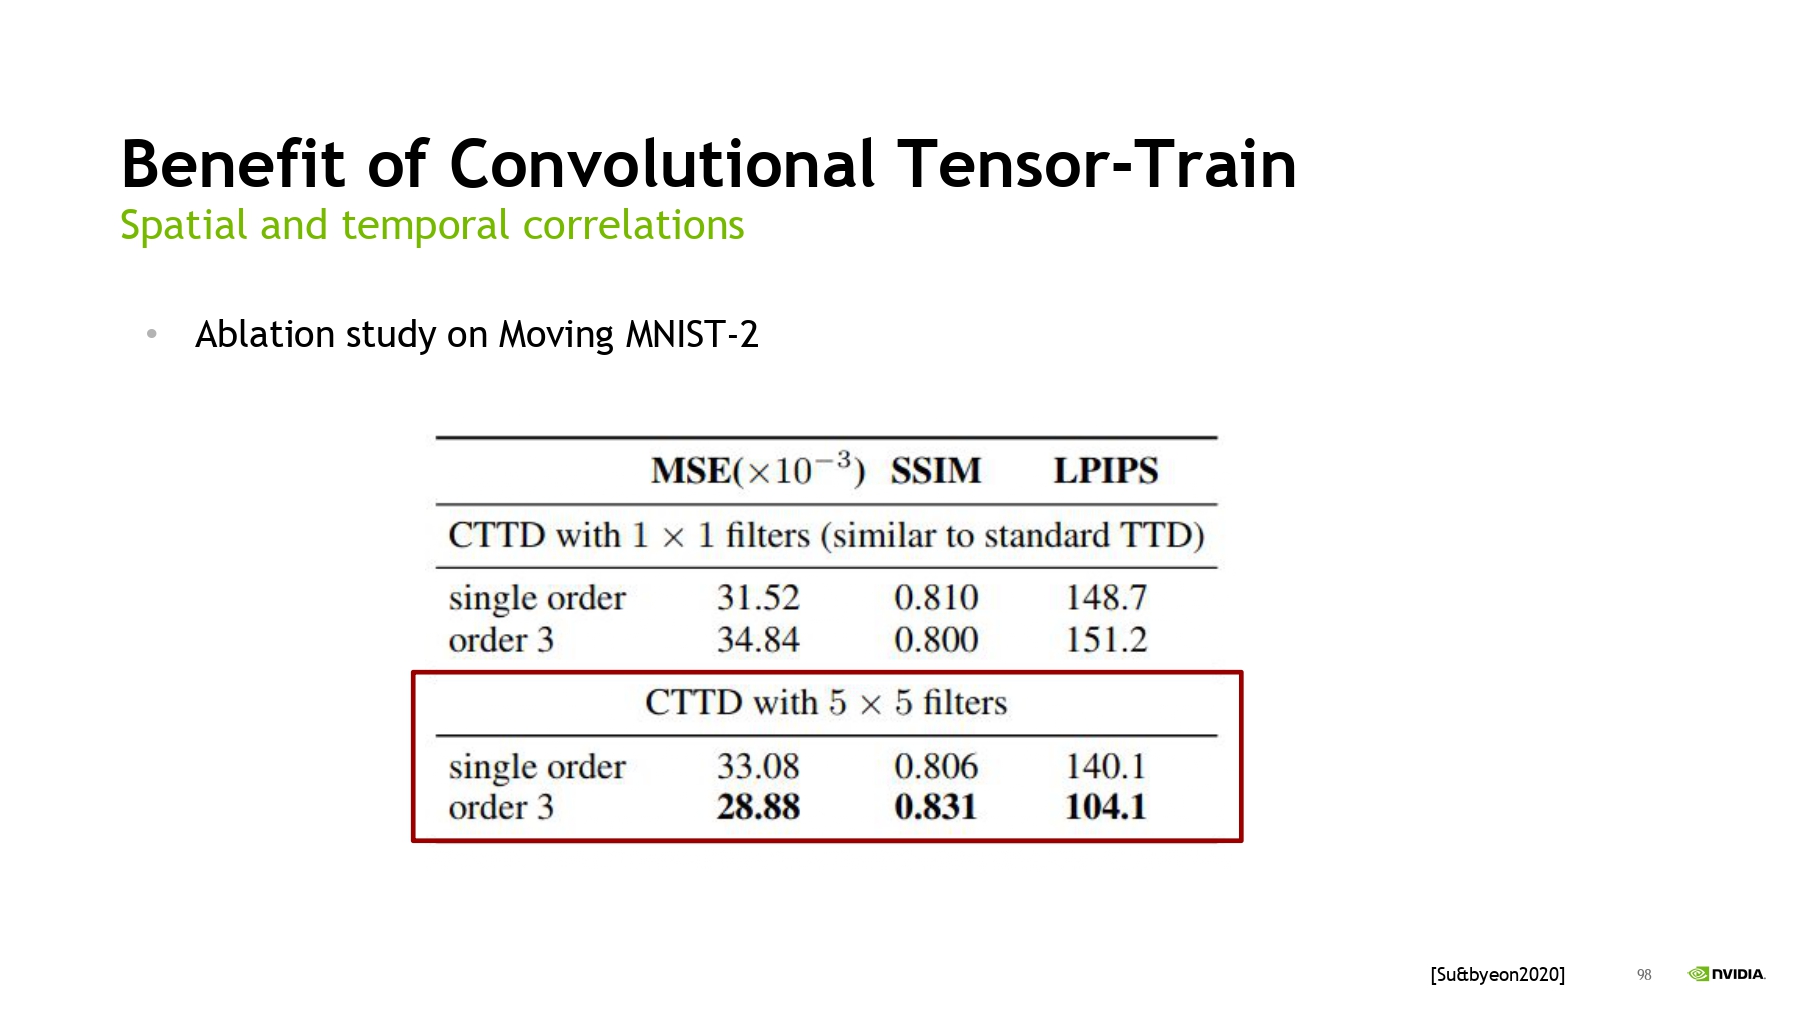 Benefit of Convolutional Tensor-Train
Spatial and temporal correlations
• Ablation study on Moving MNIST-2
MSE(×10⁻³) SSIM LPIPS
CTTD with 1 × 1 filters (similar to standard TTD)
single order 31.52 0.810 148.7
order 3 34.84 0.800 151.2
CTTD with 5 × 5 filters
single order 33.08 0.806 140.1
order 3 28.88 0.831 104.1
[Su&byeon2020] 98 NVIDIA.